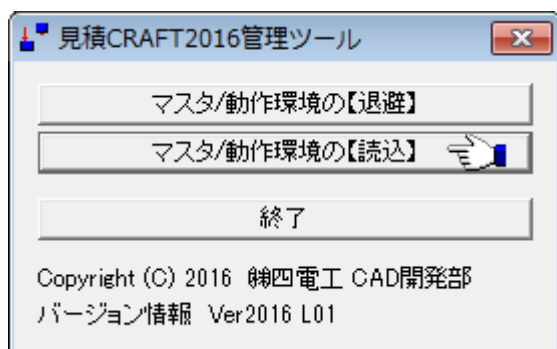 見積CRAFT2016管理ツール
マスタ/動作環境の【退避】
マスタ/動作環境の【読込】
終了
Copyright (C) 2016 ㈱四電工 CAD開発部
バージョン情報 Ver2016 L01